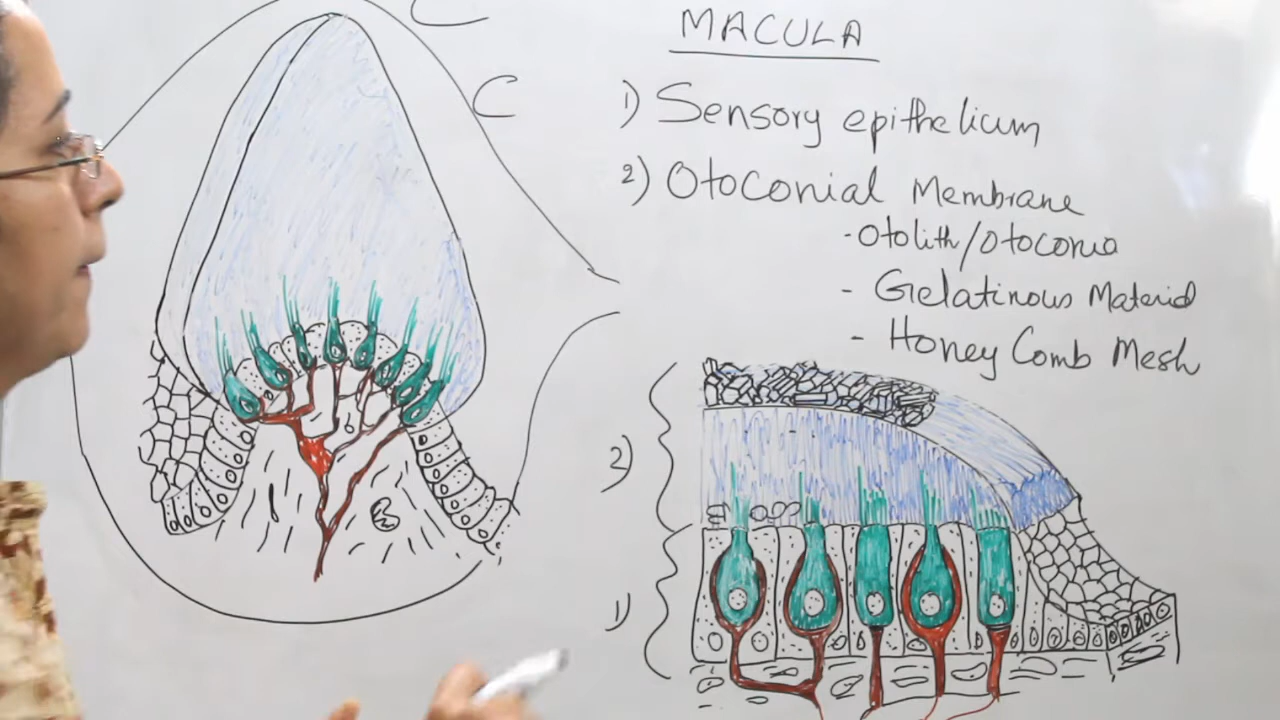 C
C
MACULA
1) Sensory epithelium
2) Otoconial Membrane
- Otolith/Otoconia
- Gelatinous Material
- Honey Comb Mesh
2)
1)